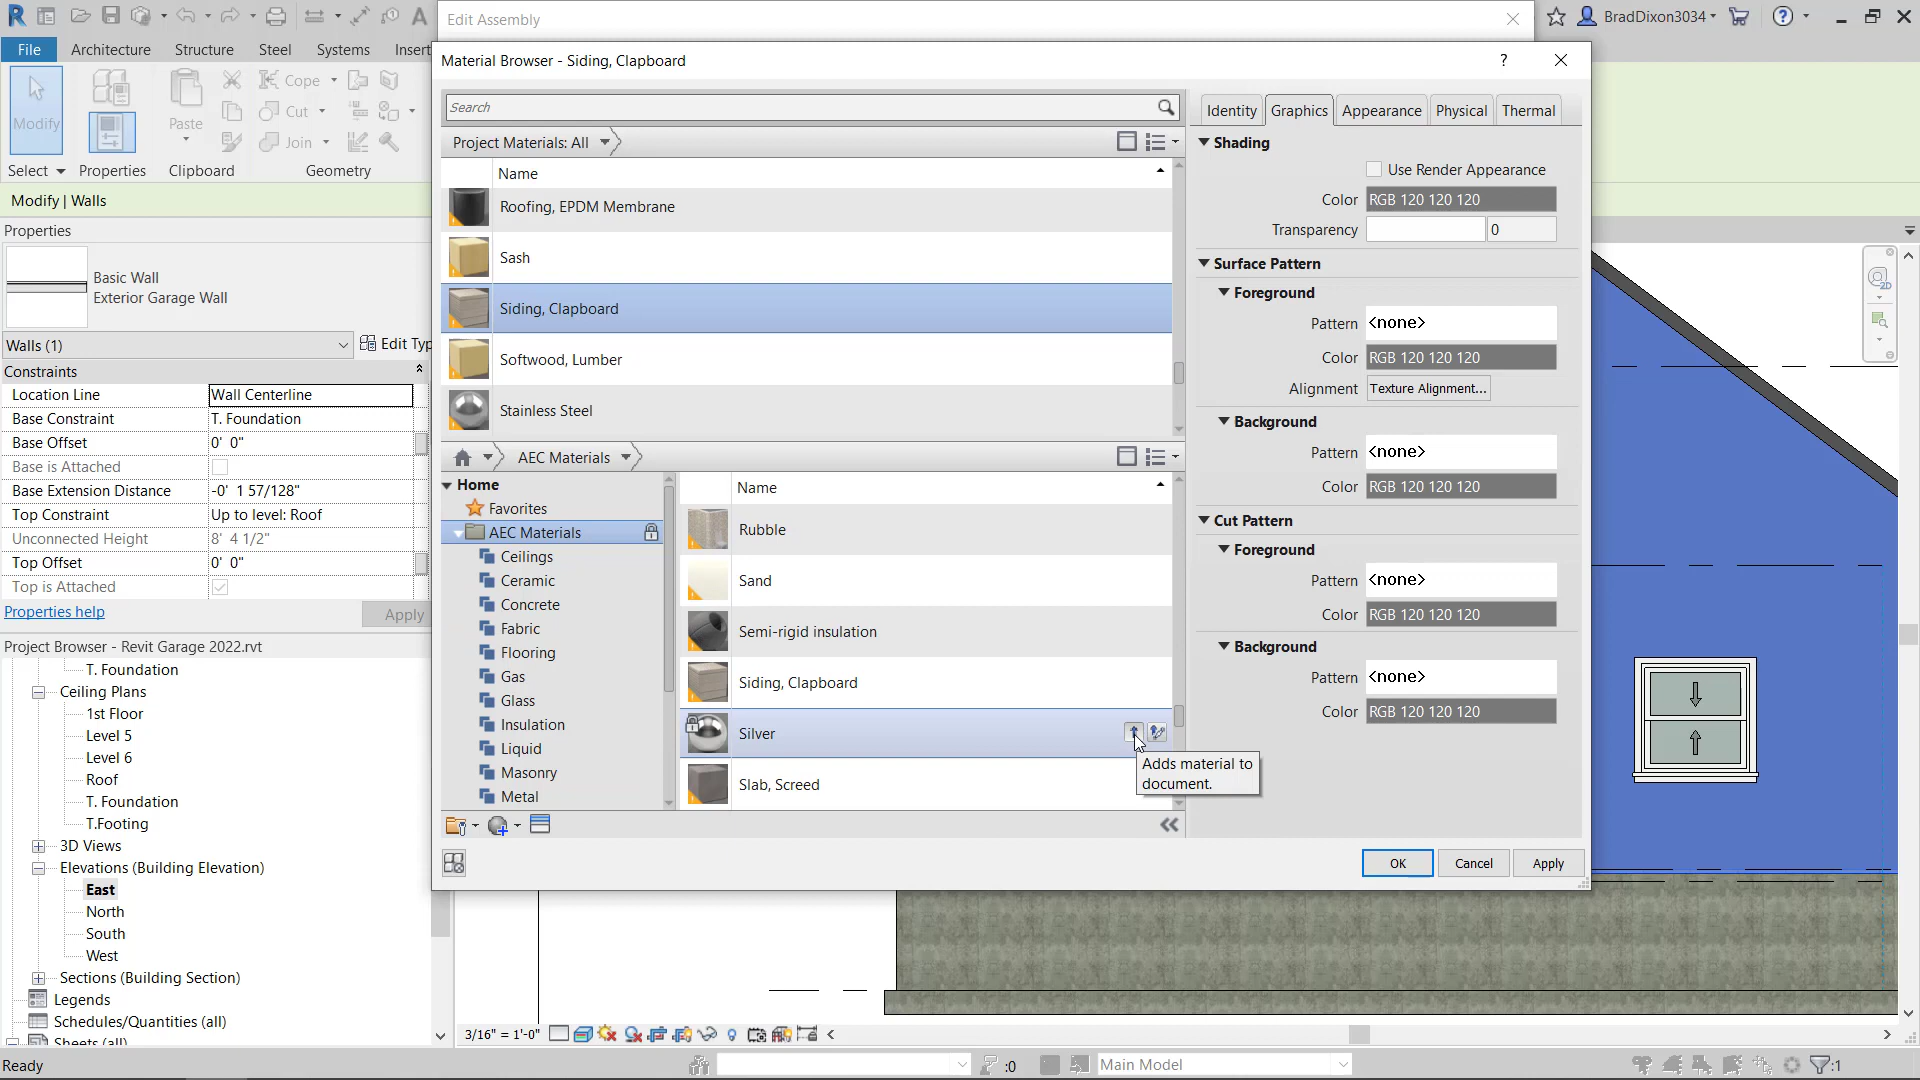 Edit Assembly
BradDixon3034
File
Architecture
Structure
Steel
Systems
Insert
Modify
Paste
Cope
Cut
Join
Select
Properties
Clipboard
Geometry
Modify | Walls
Properties
Basic Wall
Exterior Garage Wall
Walls (1)
Edit Typ
Constraints
Location Line Wall Centerline
Base Constraint T. Foundation
Base Offset 0' 0"
Base is Attached
Base Extension Distance -0' 1 57/128"
Top Constraint Up to level: Roof
Unconnected Height 8' 4 1/2"
Top Offset 0' 0"
Top is Attached
Properties help
Apply
Project Browser - Revit Garage 2022.rvt
T. Foundation
Ceiling Plans
1st Floor
Level 5
Level 6
Roof
T. Foundation
T.Footing
3D Views
Elevations (Building Elevation)
East
North
South
West
Sections (Building Section)
Legends
Schedules/Quantities (all)
Sheets (all)
Material Browser - Siding, Clapboard
?
Search
Project Materials: All
Name
Roofing, EPDM Membrane
Sash
Siding, Clapboard
Softwood, Lumber
Stainless Steel
AEC Materials
Home
Favorites
AEC Materials
Ceilings
Ceramic
Concrete
Fabric
Flooring
Gas
Glass
Insulation
Liquid
Masonry
Metal
Name
Rubble
Sand
Semi-rigid insulation
Siding, Clapboard
Silver
Slab, Screed
Adds material to
document.
Identity
Graphics
Appearance
Physical
Thermal
Shading
Use Render Appearance
Color RGB 120 120 120
Transparency 0
Surface Pattern
Foreground
Pattern <none>
Color RGB 120 120 120
Alignment Texture Alignment...
Background
Pattern <none>
Color RGB 120 120 120
Cut Pattern
Foreground
Pattern <none>
Color RGB 120 120 120
Background
Pattern <none>
Color RGB 120 120 120
OK
Cancel
Apply
2D
3/16" = 1'-0"
Ready
:0
Main Model
:1